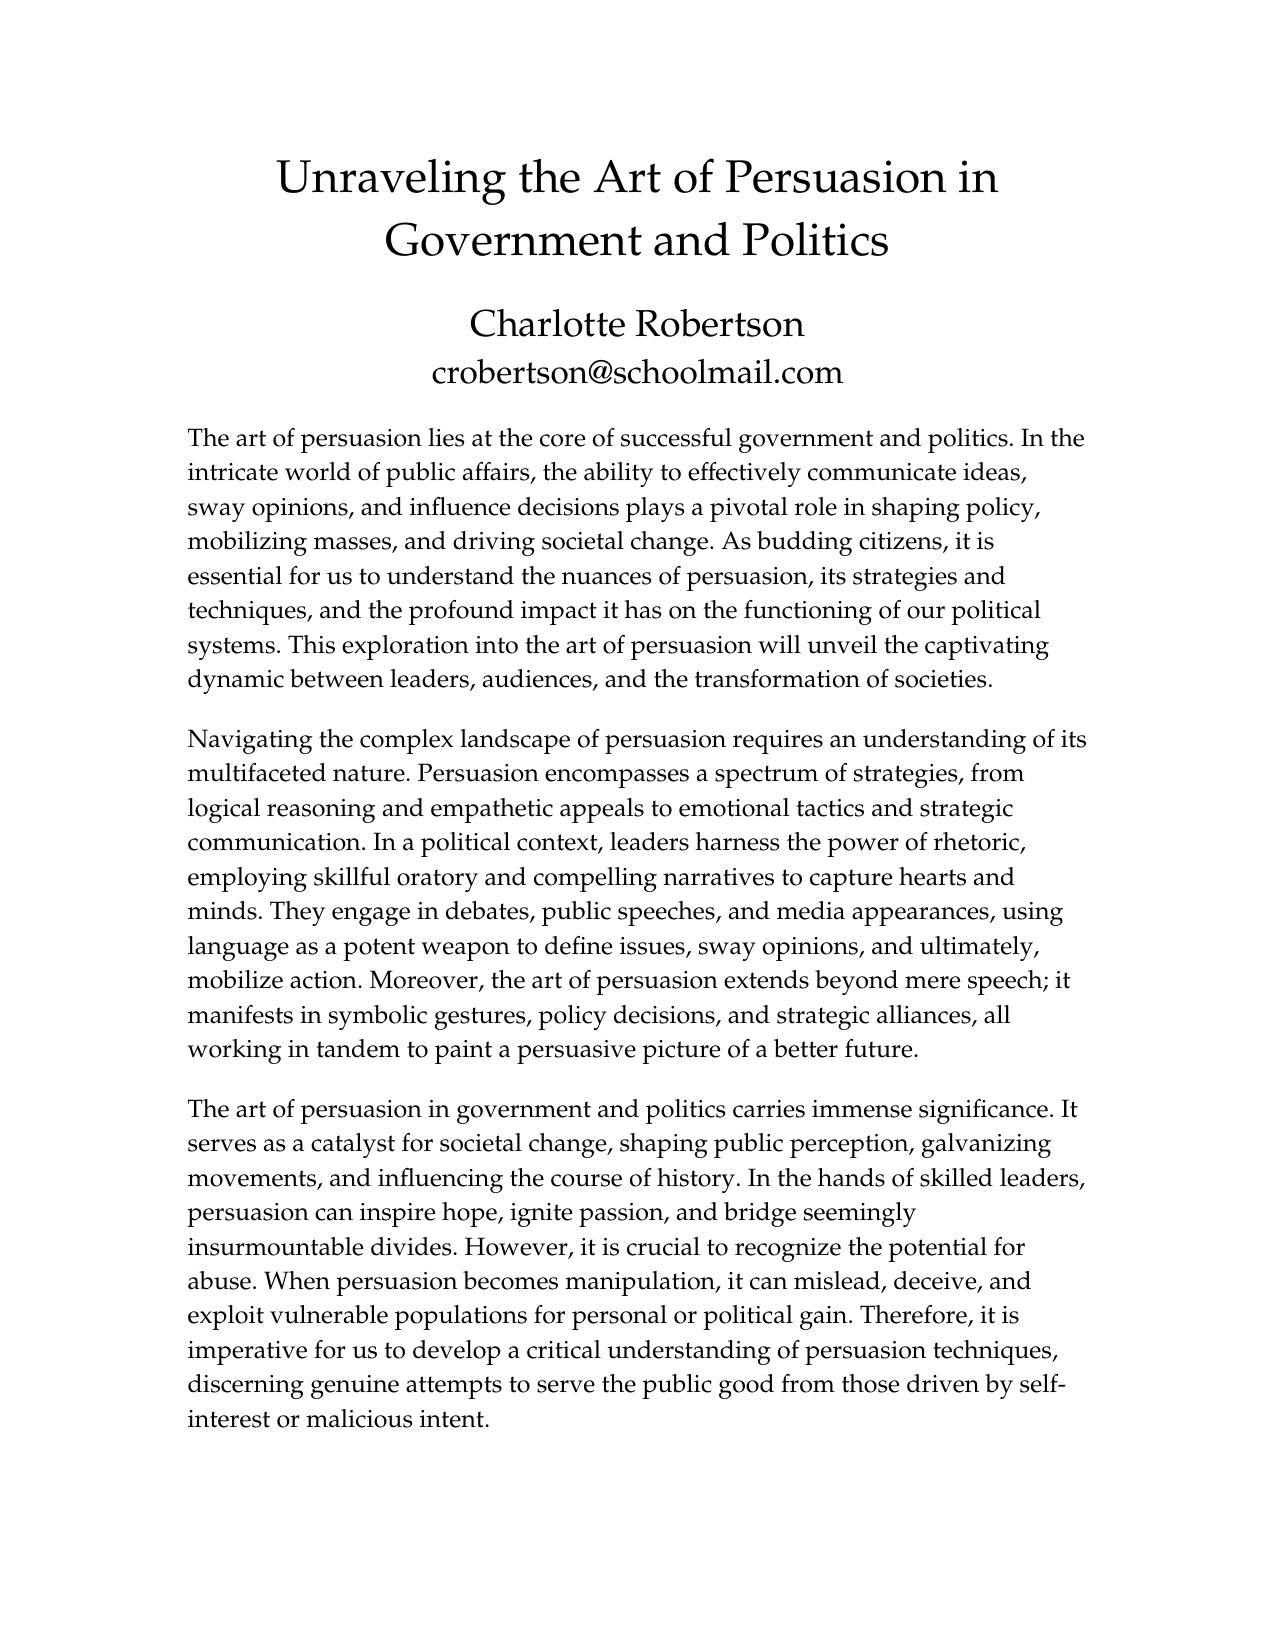 Unraveling the Art of Persuasion in
Government and Politics
Charlotte Robertson
crobertson@schoolmail.com
The art of persuasion lies at the core of successful government and politics. In the
intricate world of public affairs, the ability to effectively communicate ideas,
sway opinions, and influence decisions plays a pivotal role in shaping policy,
mobilizing masses, and driving societal change. As budding citizens, it is
essential for us to understand the nuances of persuasion, its strategies and
techniques, and the profound impact it has on the functioning of our political
systems. This exploration into the art of persuasion will unveil the captivating
dynamic between leaders, audiences, and the transformation of societies.
Navigating the complex landscape of persuasion requires an understanding of its
multifaceted nature. Persuasion encompasses a spectrum of strategies, from
logical reasoning and empathetic appeals to emotional tactics and strategic
communication. In a political context, leaders harness the power of rhetoric,
employing skillful oratory and compelling narratives to capture hearts and
minds. They engage in debates, public speeches, and media appearances, using
language as a potent weapon to define issues, sway opinions, and ultimately,
mobilize action. Moreover, the art of persuasion extends beyond mere speech; it
manifests in symbolic gestures, policy decisions, and strategic alliances, all
working in tandem to paint a persuasive picture of a better future.
The art of persuasion in government and politics carries immense significance. It
serves as a catalyst for societal change, shaping public perception, galvanizing
movements, and influencing the course of history. In the hands of skilled leaders,
persuasion can inspire hope, ignite passion, and bridge seemingly
insurmountable divides. However, it is crucial to recognize the potential for
abuse. When persuasion becomes manipulation, it can mislead, deceive, and
exploit vulnerable populations for personal or political gain. Therefore, it is
imperative for us to develop a critical understanding of persuasion techniques,
discerning genuine attempts to serve the public good from those driven by self-
interest or malicious intent.